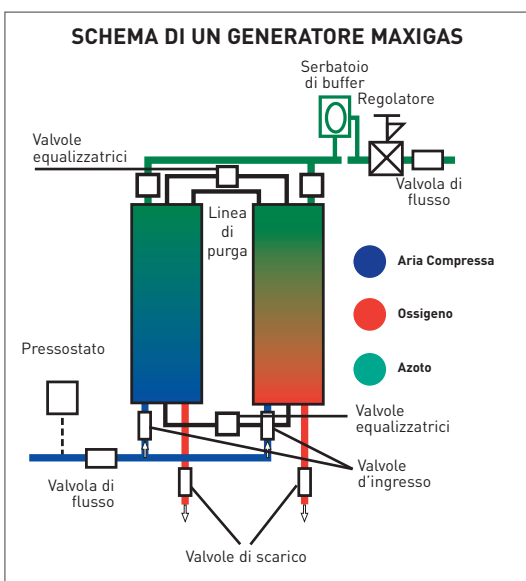 SCHEMA DI UN GENERATORE MAXIGAS
Serbatoio
di buffer
Regolatore
Valvole
equalizzatrici
Valvola di
flusso
Linea
di
purga
Aria Compressa
Ossigeno
Azoto
Pressostato
Valvole
equalizzatrici
Valvole
d'ingresso
Valvola di
flusso
Valvole di scarico